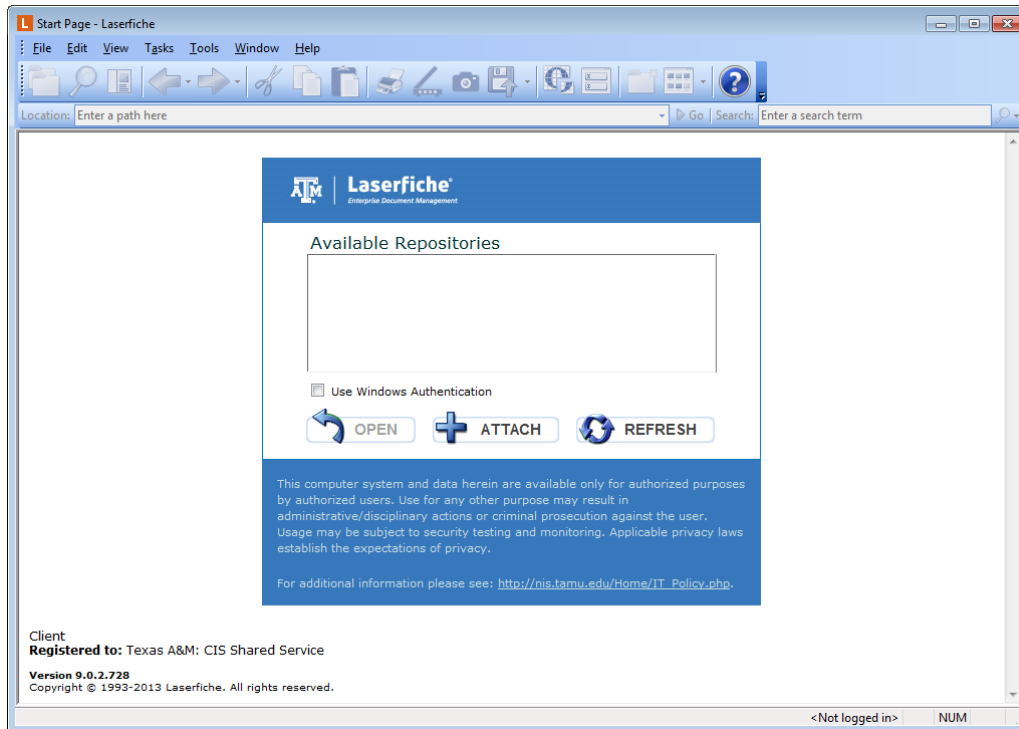 L Start Page - Laserfiche
File Edit View Tasks Tools Window Help
Location: Enter a path here Go Search: Enter a search term
ĀTM Laserfiche®
Enterprise Document Management
Available Repositories
Use Windows Authentication
OPEN ATTACH REFRESH
This computer system and data herein are available only for authorized purposes
by authorized users. Use for any other purpose may result in
administrative/disciplinary actions or criminal prosecution against the user.
Usage may be subject to security testing and monitoring. Applicable privacy laws
establish the expectations of privacy.
For additional information please see: http://nis.tamu.edu/Home/IT_Policy.php.
Client
Registered to: Texas A&M: CIS Shared Service
Version 9.0.2.728
Copyright © 1993-2013 Laserfiche. All rights reserved.
<Not logged in> NUM